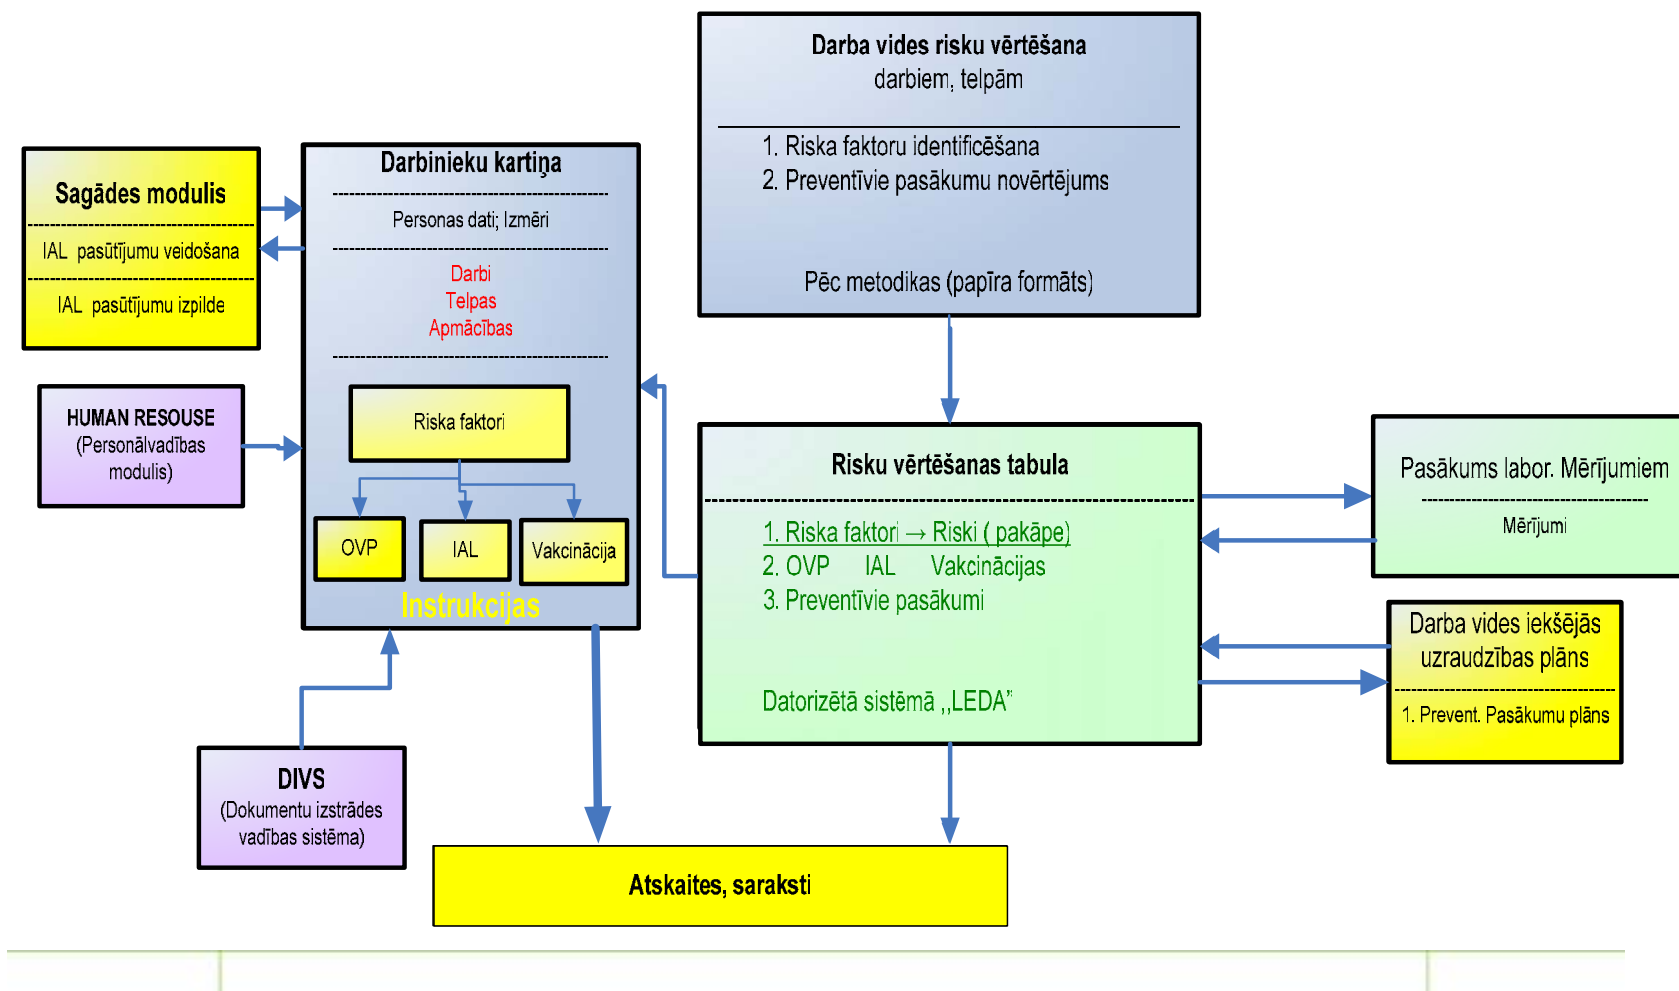 Darba vides risku vērtēšana
darbiem, telpām
1. Riska faktoru identificēšana
2. Preventīvie pasākumu novērtējums
Pēc metodikas (papīra formāts)
Sagādes modulis
IAL pasūtījumu veidošana
IAL pasūtījumu izpilde
Darbinieku kartiņa
Personas dati; Izmēri
Darbi
Telpas
Apmācības
Riska faktori
OVP
IAL
Vakcinācija
Instrukcijas
HUMAN RESOUSE
(Personālvadības
modulis)
Risku vērtēšanas tabula
1. Riska faktori → Riski ( pakāpe)
2. OVP IAL Vakcinācijas
3. Preventīvie pasākumi
Datorizētā sistēmā ,,LEDA”
Pasākums labor. Mērījumiem
Mērījumi
Darba vides iekšējās
uzraudzības plāns
1. Prevent. Pasākumu plāns
DIVS
(Dokumentu izstrādes
vadības sistēma)
Atskaites, saraksti